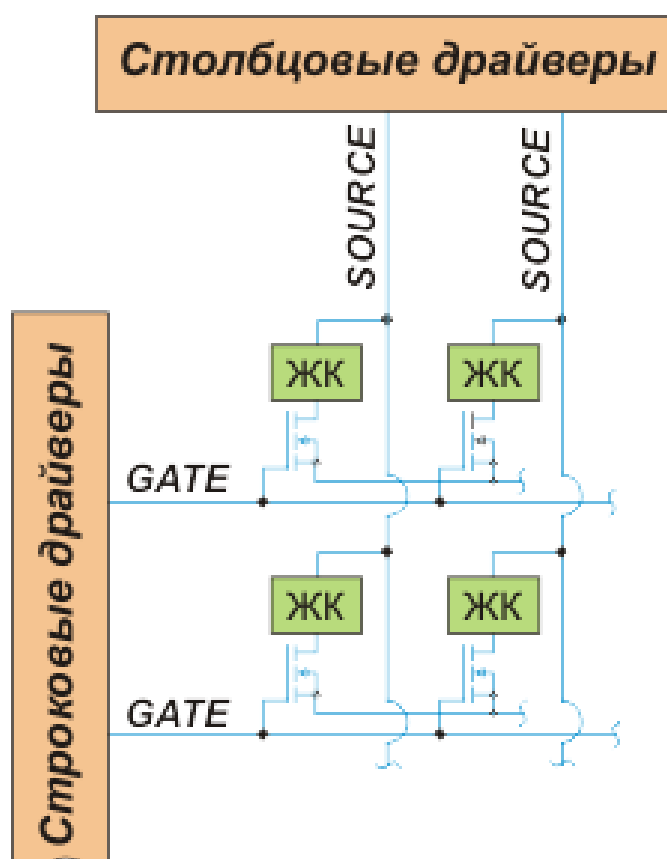 Столбцовые драйверы
SOURCE
SOURCE
Строковые драйверы
ЖК
ЖК
GATE
ЖК
ЖК
GATE